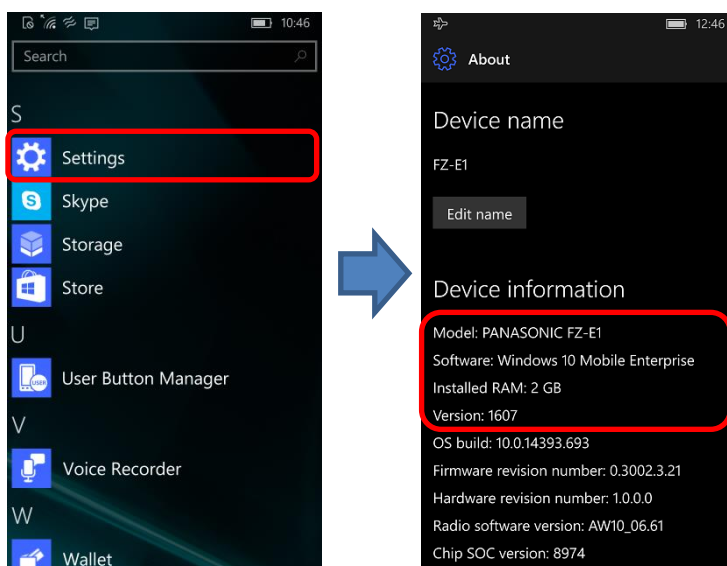 10:46
Search
S
Settings
Skype
Storage
Store
U
USER
User Button Manager
V
Voice Recorder
W
Wallet
12:46
About
Device name
FZ-E1
Edit name
Device information
Model: PANASONIC FZ-E1
Software: Windows 10 Mobile Enterprise
Installed RAM: 2 GB
Version: 1607
OS build: 10.0.14393.693
Firmware revision number: 0.3002.3.21
Hardware revision number: 1.0.0.0
Radio software version: AW10_06.61
Chip SOC version: 8974